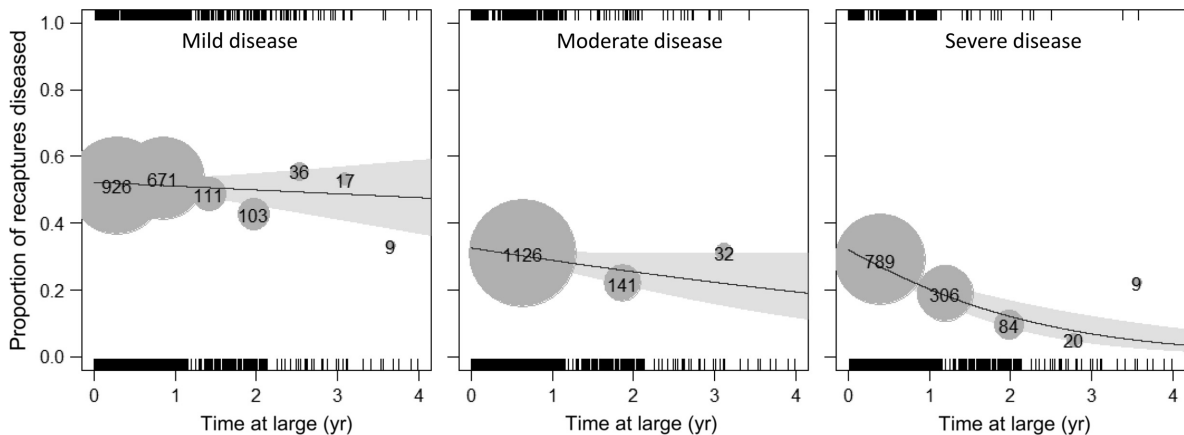 Proportion of recaptures diseased
1.0
0.8
0.6
0.4
0.2
0.0
Mild disease
926
671
111
103
36
17
9
0 1 2 3 4
Time at large (yr)
Moderate disease
1126
141
32
0 1 2 3 4
Time at large (yr)
Severe disease
789
306
84
20
9
0 1 2 3 4
Time at large (yr)